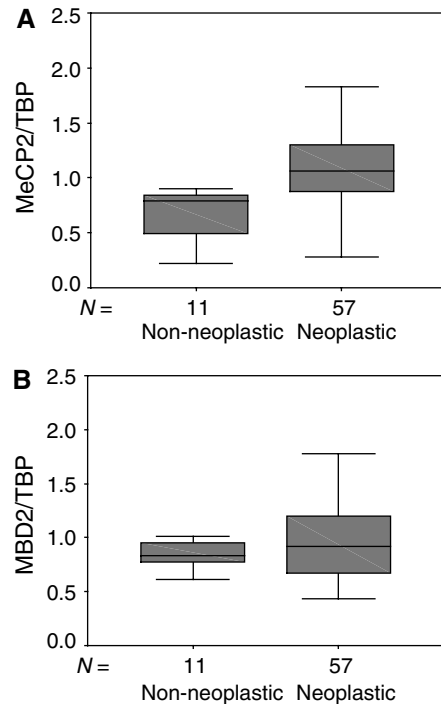 A
2.5
2.0
1.5
1.0
0.5
0.0
MeCP2/TBP
N = 11 57
Non-neoplastic Neoplastic
B
2.5
2.0
1.5
1.0
0.5
0.0
MBD2/TBP
N = 11 57
Non-neoplastic Neoplastic